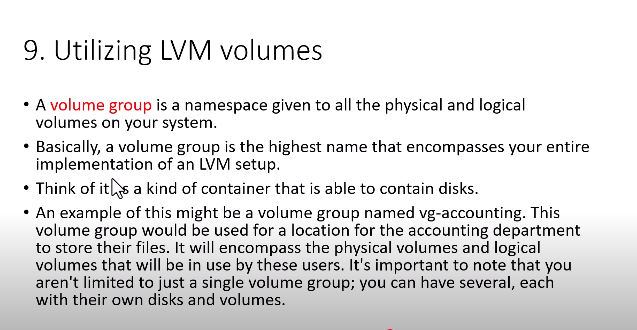 9. Utilizing LVM volumes
• A volume group is a namespace given to all the physical and logical
volumes on your system.
• Basically, a volume group is the highest name that encompasses your entire
implementation of an LVM setup.
• Think of it as a kind of container that is able to contain disks.
• An example of this might be a volume group named vg-accounting. This
volume group would be used for a location for the accounting department
to store their files. It will encompass the physical volumes and logical
volumes that will be in use by these users. It's important to note that you
aren't limited to just a single volume group; you can have several, each
with their own disks and volumes.